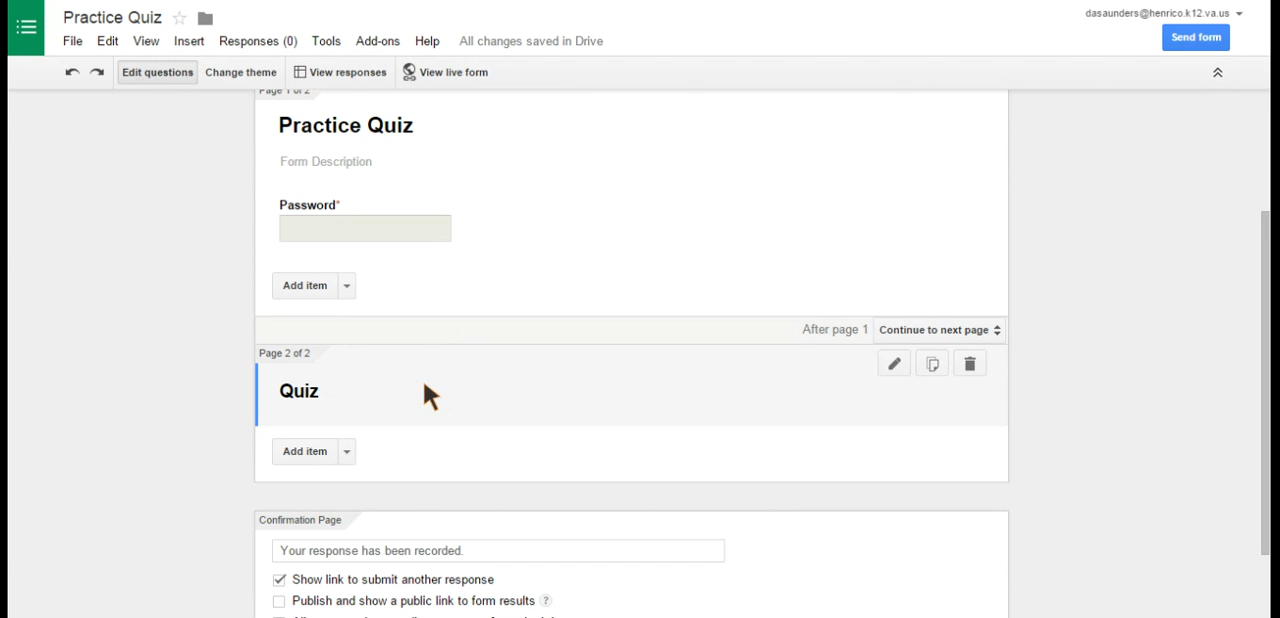 Practice Quiz
dasaunders@henrico.k12.va.us
File Edit View Insert Responses (0) Tools Add-ons Help All changes saved in Drive
Send form
Edit questions Change theme View responses View live form
Page 1 of 2
Practice Quiz
Form Description
Password*
Add item
After page 1 Continue to next page
Page 2 of 2
Quiz
Add item
Confirmation Page
Your response has been recorded.
Show link to submit another response
Publish and show a public link to form results ?